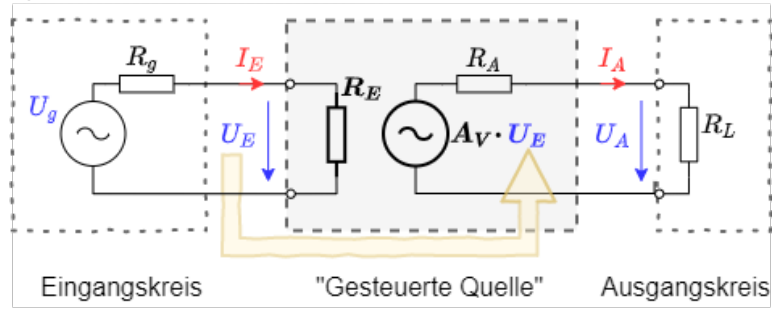 R_g I_E R_E R_A I_A
U_g U_E A_V · U_E U_A R_L
Eingangskreis "Gesteuerte Quelle" Ausgangskreis